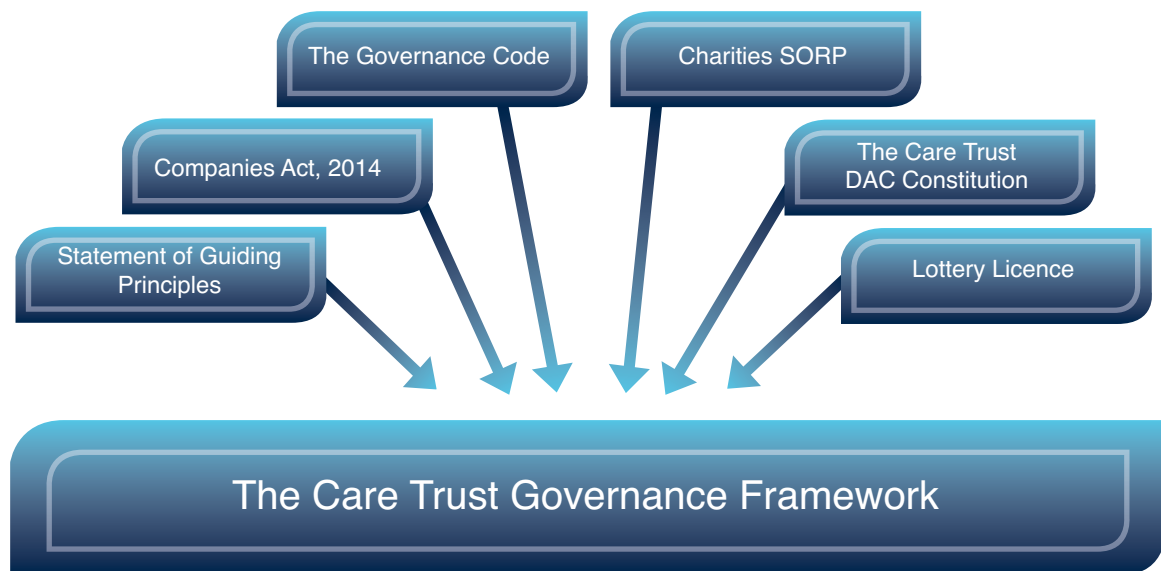 The Governance Code
Charities SORP
Companies Act, 2014
The Care Trust
DAC Constitution
Statement of Guiding
Principles
Lottery Licence
The Care Trust Governance Framework